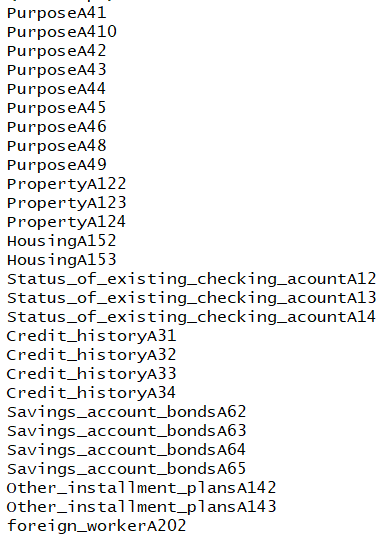 PurposeA41
PurposeA410
PurposeA42
PurposeA43
PurposeA44
PurposeA45
PurposeA46
PurposeA48
PurposeA49
PropertyA122
PropertyA123
PropertyA124
HousingA152
HousingA153
Status_of_existing_checking_acountA12
Status_of_existing_checking_acountA13
Status_of_existing_checking_acountA14
Credit_historyA31
Credit_historyA32
Credit_historyA33
Credit_historyA34
Savings_account_bondsA62
Savings_account_bondsA63
Savings_account_bondsA64
Savings_account_bondsA65
Other_installment_plansA142
Other_installment_plansA143
foreign_workerA202